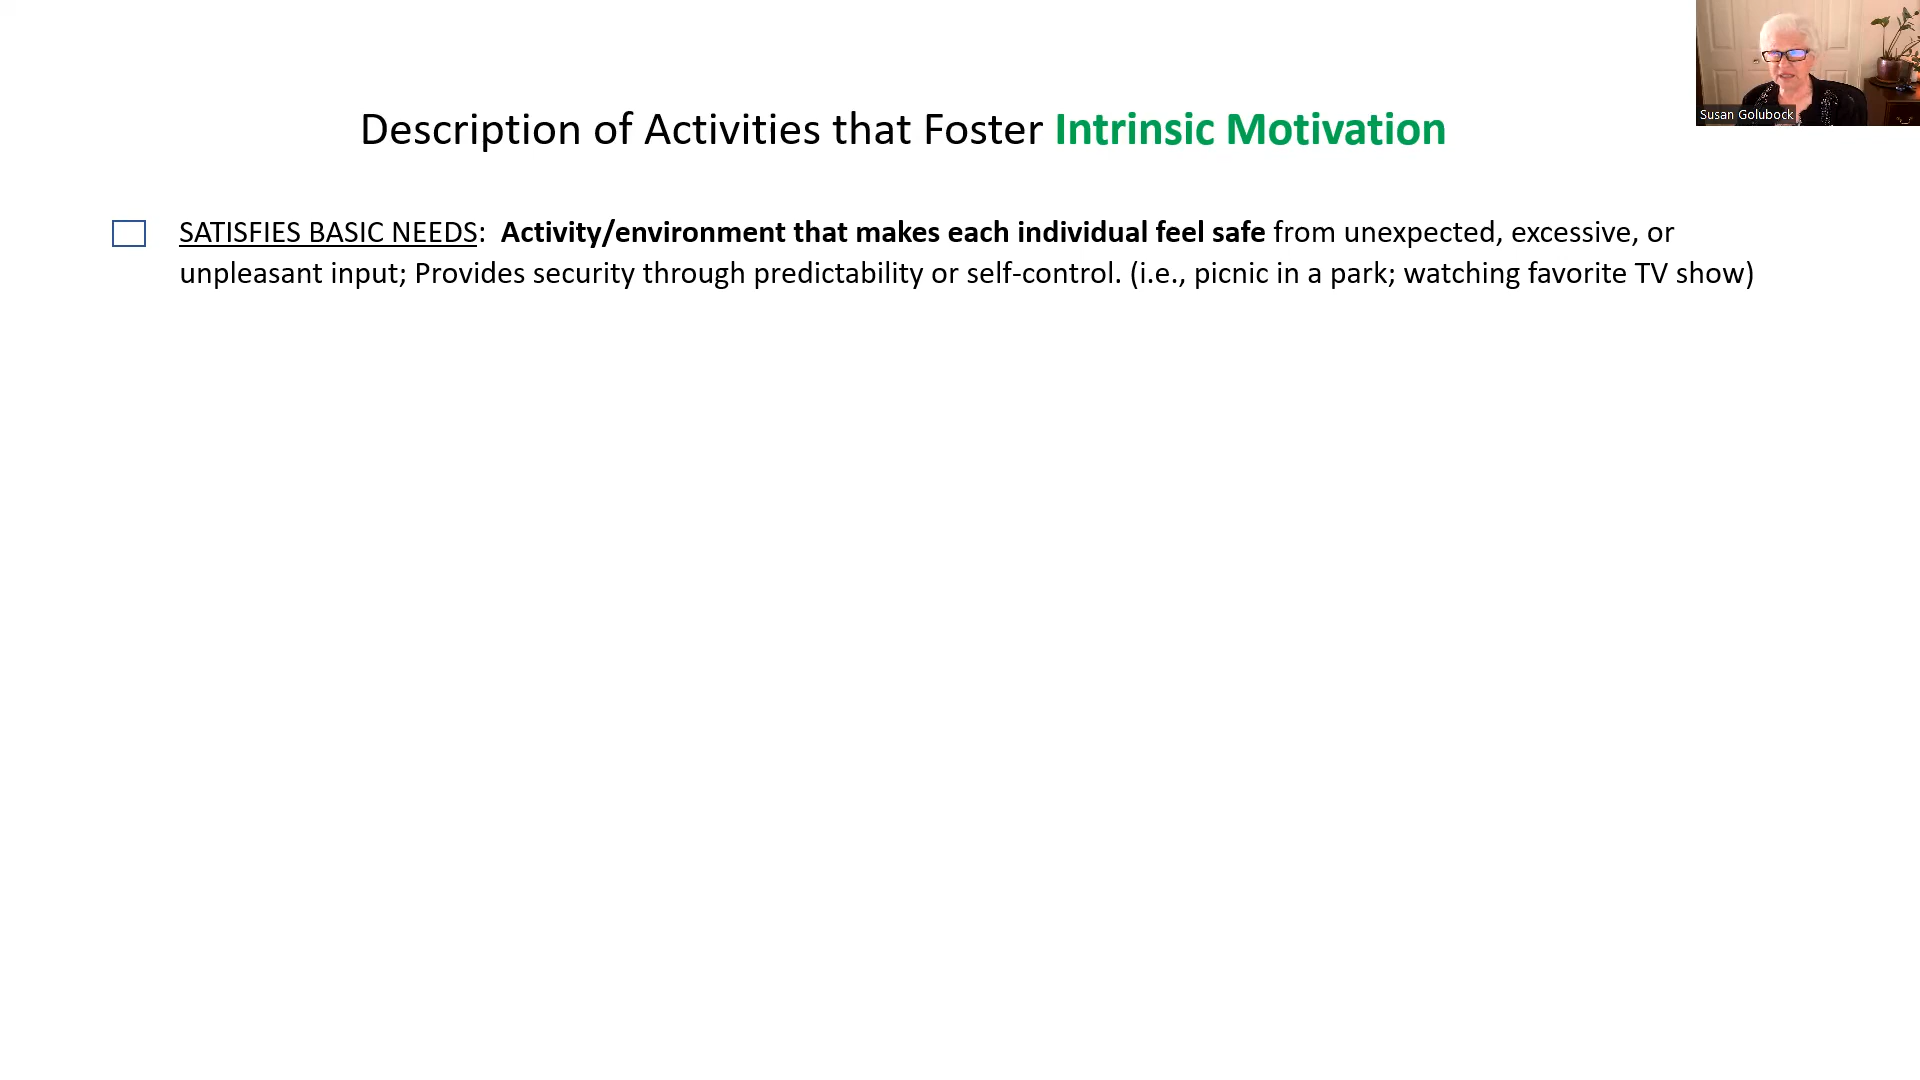 Description of Activities that Foster Intrinsic Motivation
Susan Golubock
SATISFIES BASIC NEEDS:  Activity/environment that makes each individual feel safe from unexpected, excessive, or
unpleasant input; Provides security through predictability or self-control. (i.e., picnic in a park; watching favorite TV show)